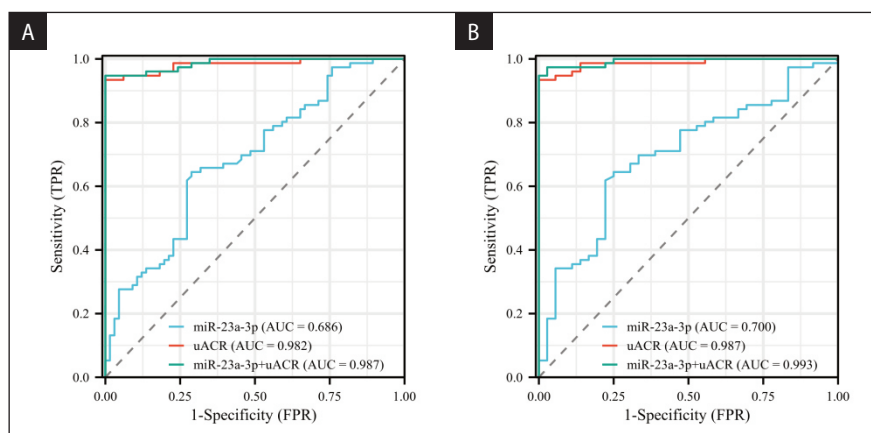 A
1.0
0.8
0.6
0.4
0.2
0.0
Sensitivity (TPR)
miR-23a-3p (AUC = 0.686)
uACR (AUC = 0.982)
miR-23a-3p+uACR (AUC = 0.987)
0.00 0.25 0.50 0.75 1.00
1-Specificity (FPR)
B
1.0
0.8
0.6
0.4
0.2
0.0
Sensitivity (TPR)
miR-23a-3p (AUC = 0.700)
uACR (AUC = 0.987)
miR-23a-3p+uACR (AUC = 0.993)
0.00 0.25 0.50 0.75 1.00
1-Specificity (FPR)